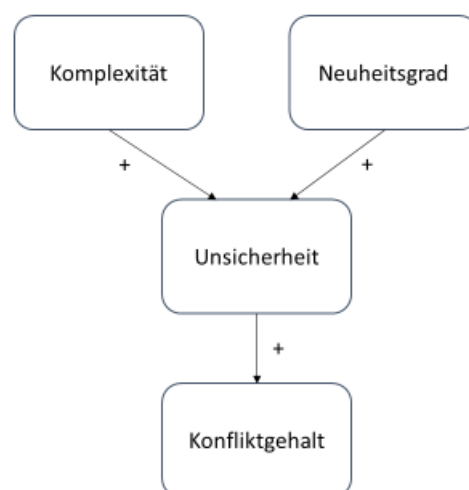 Komplexität
Neuheitsgrad
+
+
Unsicherheit
+
Konfliktgehalt